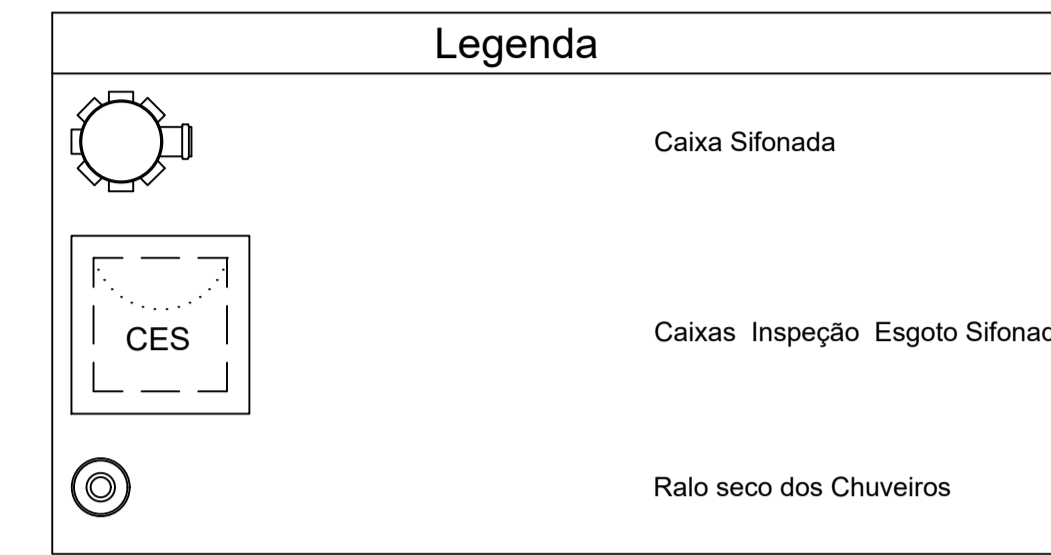 Legenda
Caixa Sifonada
CES
Caixas Inspeção Esgoto
Ralo seco dos Chuveiros